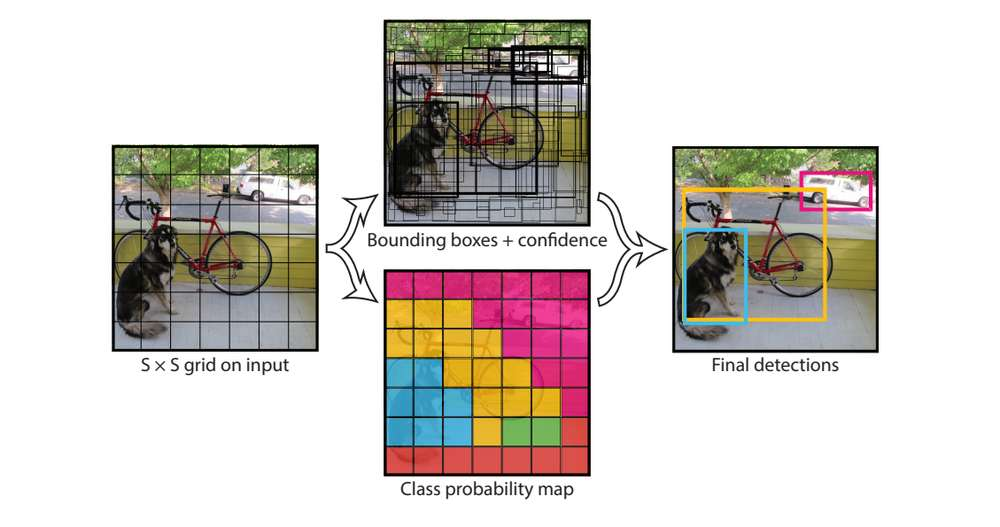 Bounding boxes + confidence
S × S grid on input
Final detections
Class probability map